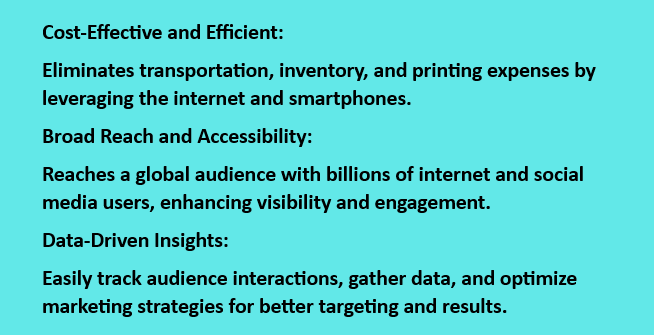 Cost-Effective and Efficient:
Eliminates transportation, inventory, and printing expenses by
leveraging the internet and smartphones.
Broad Reach and Accessibility:
Reaches a global audience with billions of internet and social
media users, enhancing visibility and engagement.
Data-Driven Insights:
Easily track audience interactions, gather data, and optimize
marketing strategies for better targeting and results.